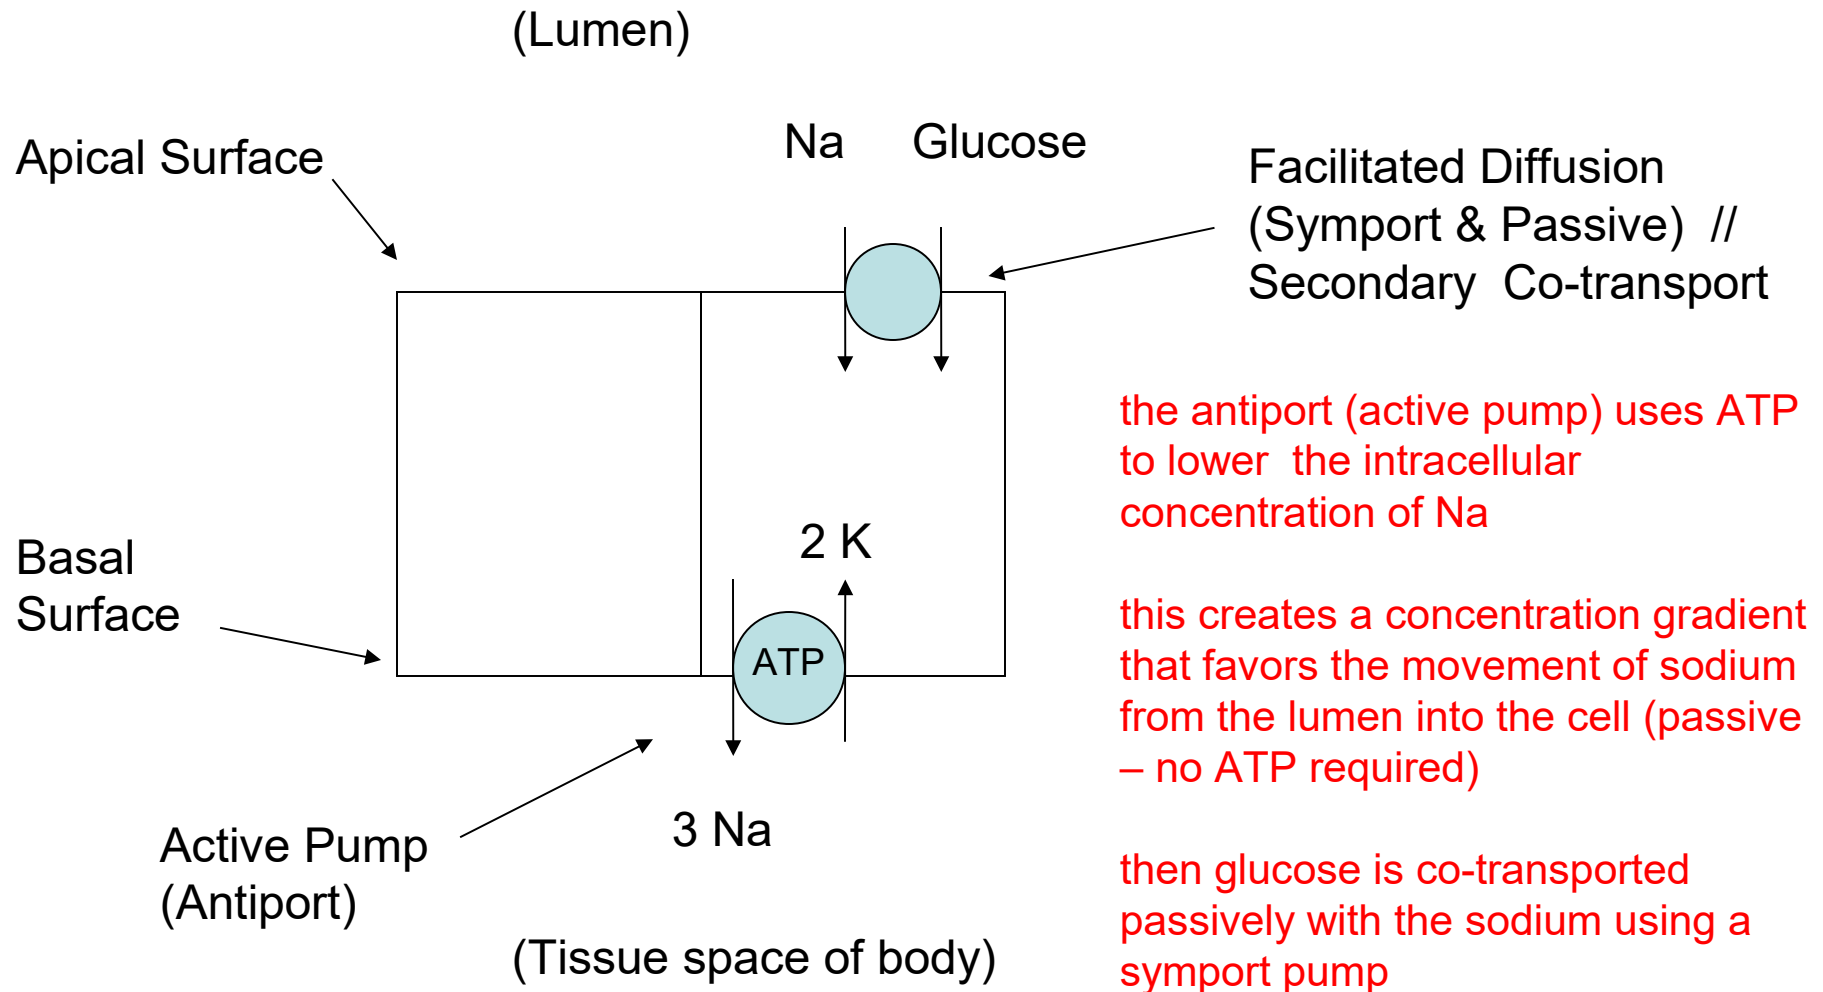 (Lumen)
Apical Surface
Na Glucose
Facilitated Diffusion
(Symport & Passive) //
Secondary Co-transport
the antiport (active pump) uses ATP
to lower the intracellular
concentration of Na
2 K
Basal
Surface
ATP
this creates a concentration gradient
that favors the movement of sodium
from the lumen into the cell (passive
– no ATP required)
3 Na
Active Pump
(Antiport)
then glucose is co-transported
passively with the sodium using a
symport pump
(Tissue space of body)